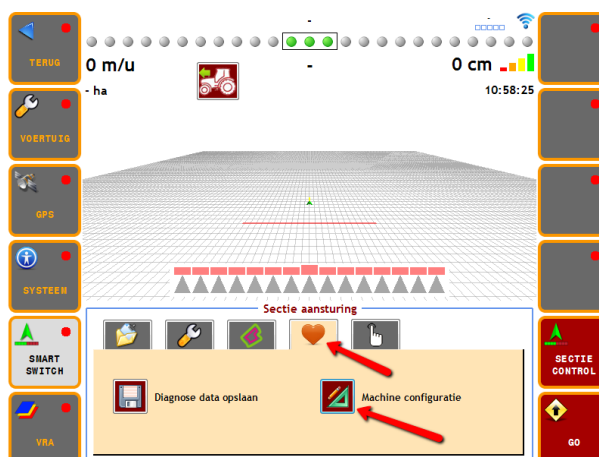 TERUG
0 m/u
-
-
0 cm
- ha
-
10:58:25
VOERTUIG
GPS
SYSTEEM
Sectie aansturing
SMART
SWITCH
SECTIE
CONTROL
Diagnose data opslaan
Machine configuratie
VRA
GO